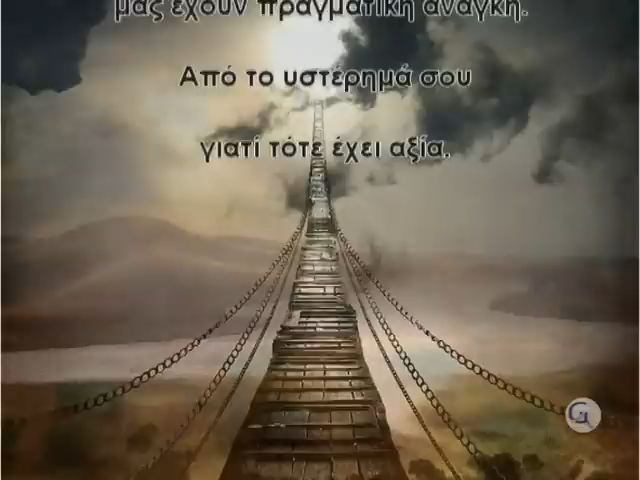 μας έχουν πραγματική ανάγκη.
Από το υστέρημά σου
γιατί τότε έχει αξία.